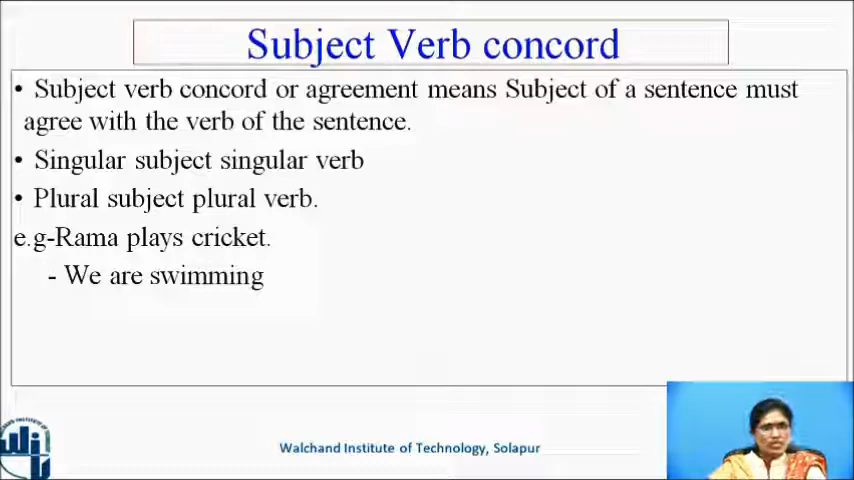 Subject Verb concord
• Subject verb concord or agreement means Subject of a sentence must
agree with the verb of the sentence.
• Singular subject singular verb
• Plural subject plural verb.
e.g-Rama plays cricket.
- We are swimming
Walchand Institute of Technology, Solapur